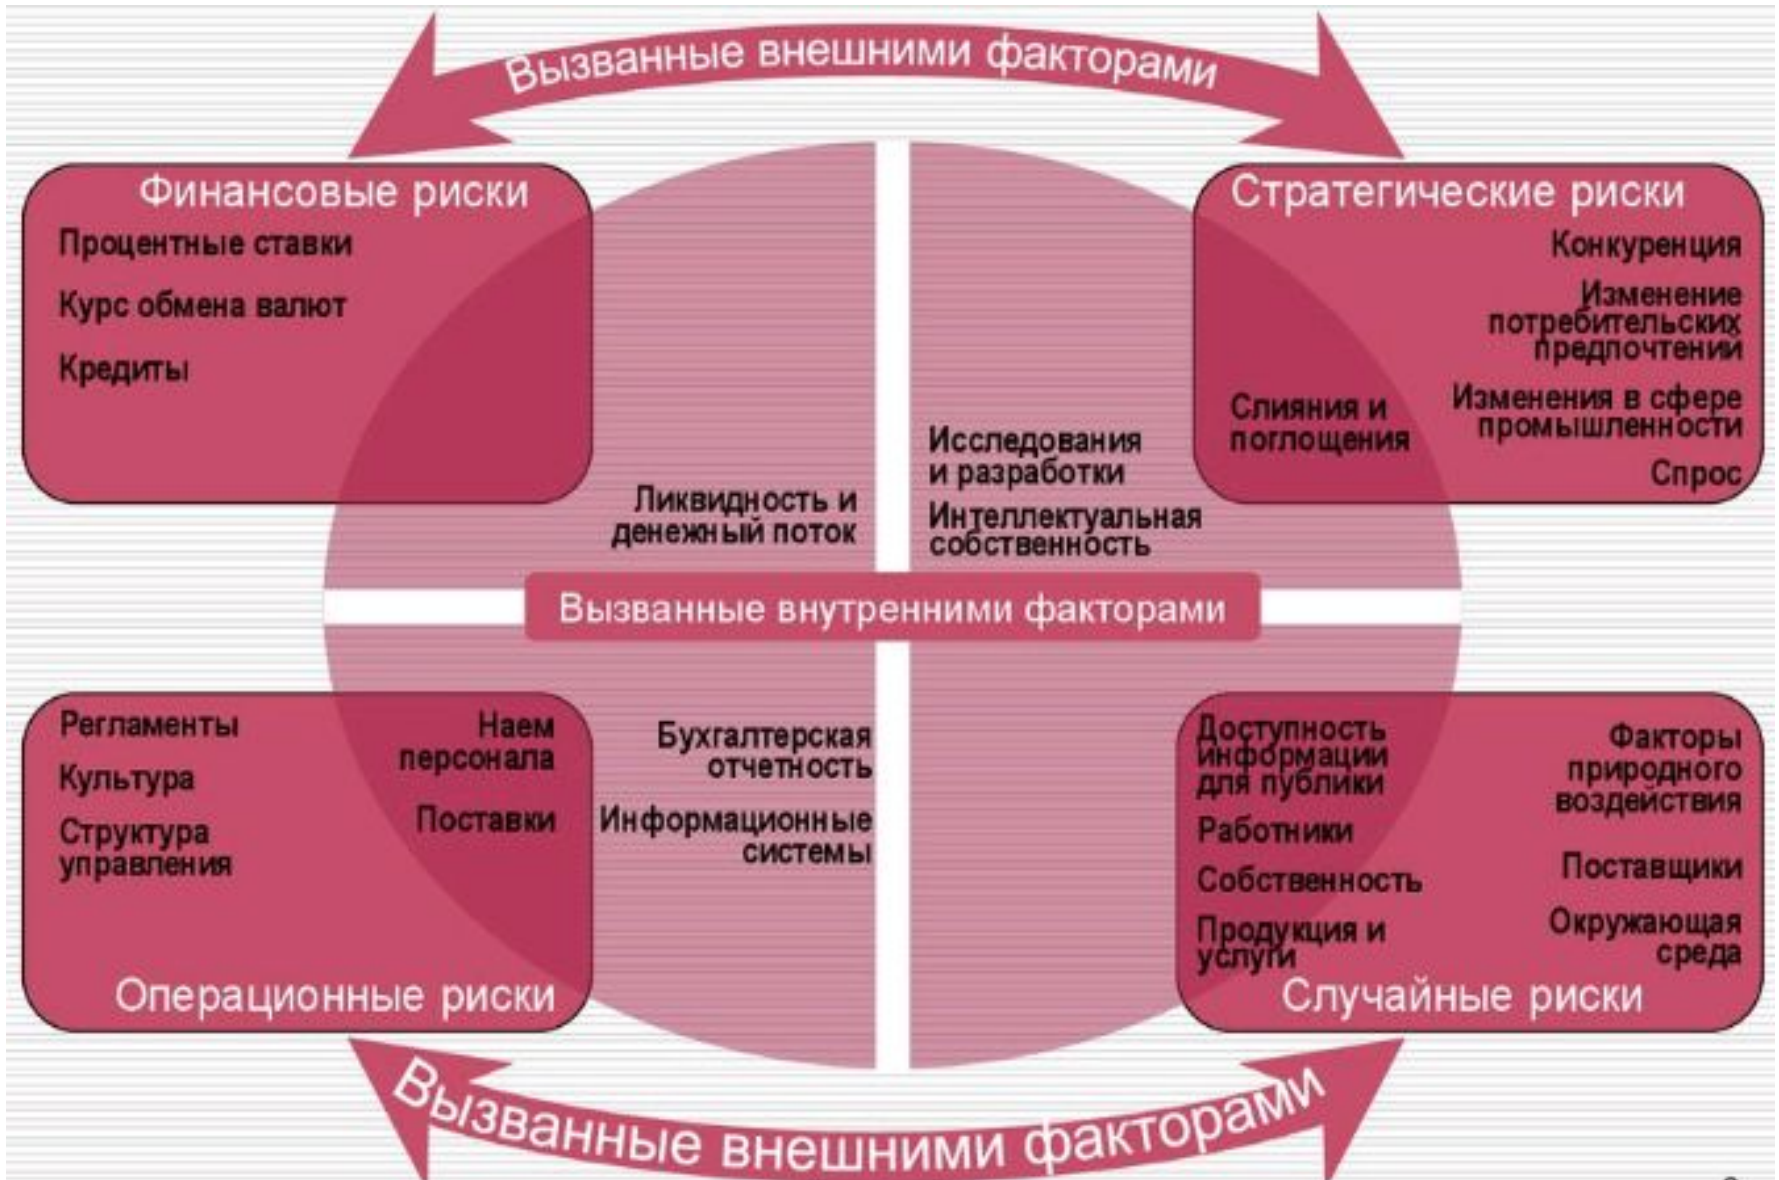 Вызванные внешними факторами
Финансовые риски
Процентные ставки
Курс обмена валют
Кредиты
Ликвидность и
денежный поток
Стратегические риски
Конкуренция
Изменение
потребительских
предпочтений
Изменения в сфере
промышленности
Спрос
Слияния и
поглощения
Исследования
и разработки
Интеллектуальная
собственность
Вызванные внутренними факторами
Регламенты
Культура
Структура
управления
Наем
персонала
Поставки
Бухгалтерская
отчетность
Информационные
системы
Операционные риски
Доступность
информации
для публики
Работники
Собственность
Продукция и
услуги
Факторы
природного
воздействия
Поставщики
Окружающая
среда
Случайные риски
Вызванные внешними факторами